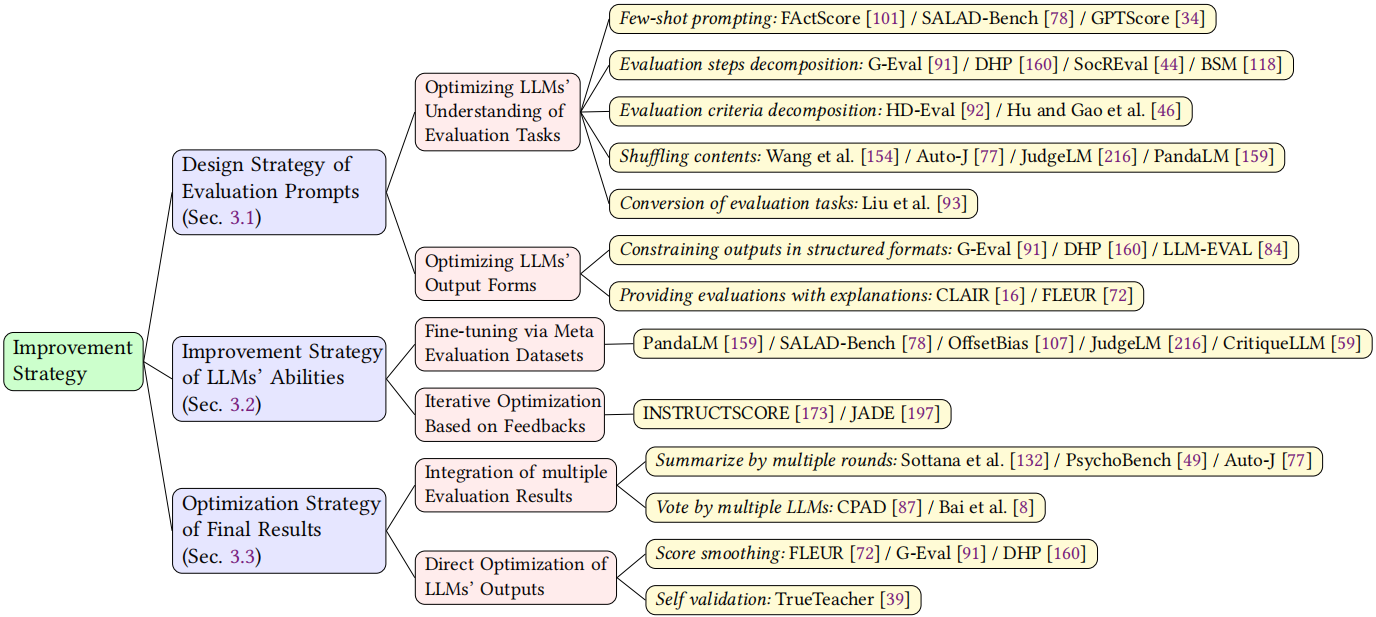 Improvement
Strategy
Design Strategy of
Evaluation Prompts
(Sec. 3.1)
Optimizing LLMs’
Understanding of
Evaluation Tasks
Few-shot prompting: FActScore [101] / SALAD-Bench [78] / GPTScore [34]
Evaluation steps decomposition: G-Eval [91] / DHP [160] / SocREval [44] / BSM [118]
Evaluation criteria decomposition: HD-Eval [92] / Hu and Gao et al. [46]
Shuffling contents: Wang et al. [154] / Auto-J [77] / JudgeLM [216] / PandaLM [159]
Conversion of evaluation tasks: Liu et al. [93]
Optimizing LLMs’
Output Forms
Constraining outputs in structured formats: G-Eval [91] / DHP [160] / LLM-EVAL [84]
Providing evaluations with explanations: CLAIR [16] / FLEUR [72]
Improvement Strategy
of LLMs’ Abilities
(Sec. 3.2)
Fine-tuning via Meta
Evaluation Datasets
PandaLM [159] / SALAD-Bench [78] / OffsetBias [107] / JudgeLM [216] / CritiqueLLM [59]
Iterative Optimization
Based on Feedbacks
INSTRUCTSCORE [173] / JADE [197]
Optimization Strategy
of Final Results
(Sec. 3.3)
Integration of multiple
Evaluation Results
Summarize by multiple rounds: Sottana et al. [132] / PsychoBench [49] / Auto-J [77]
Vote by multiple LLMs: CPAD [87] / Bai et al. [8]
Direct Optimization of
LLMs’ Outputs
Score smoothing: FLEUR [72] / G-Eval [91] / DHP [160]
Self validation: TrueTeacher [39]